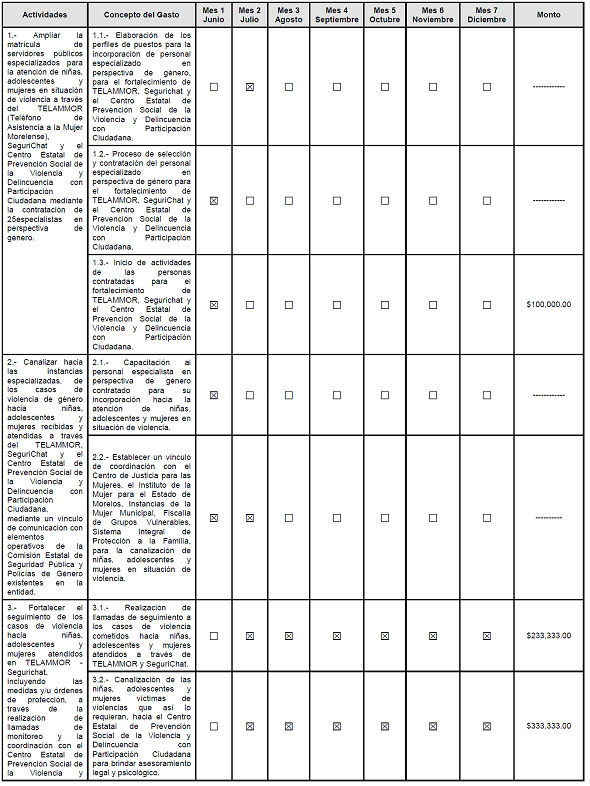 Actividades
Concepto del Gasto
Mes 1
Junio
Mes 2
Julio
Mes 3
Agosto
Mes 4
Septiembre
Mes 5
Octubre
Mes 6
Noviembre
Mes 7
Diciembre
Monto
1.- Ampliar la
matricula de
servidores públicos
especializados para
la atención de niñas,
adolescentes y
mujeres en situación
de violencia a través
del TELAMMOR
(Teléfono de
Asistencia a la Mujer
Morelense),
SeguriChat y el
Centro Estatal de
Prevención Social de
la Violencia y
Delincuencia con
Participación
Ciudadana mediante
la contratación de
25especialistas en
perspectiva de
género.
1.1.- Elaboración de los
perfiles de puestos para la
incorporación de personal
especializado en
perspectiva de género,
para el fortalecimiento de
TELAMMOR, Segurichat y
el Centro Estatal de
Prevención Social de la
Violencia y Delincuencia
con Participación
Ciudadana.
☐ ☒ ☐ ☐ ☐ ☐ ☐ ------------
1.2.- Proceso de selección
y contratación del personal
especializado en
perspectiva de género para
el fortalecimiento de
TELAMMOR, SeguriChat y
el Centro Estatal de
Prevención Social de la
Violencia y Delincuencia
con Participación
Ciudadana.
☒ ☐ ☐ ☐ ☐ ☐ ☐ ------------
1.3.- Inicio de actividades
de las personas
contratadas para el
fortalecimiento de
TELAMMOR, Segurichat y
el Centro Estatal de
Prevención Social de la
Violencia y Delincuencia
con Participación
Ciudadana.
☒ ☐ ☐ ☐ ☐ ☐ ☐ $100,000.00
2.- Canalizar hacia
las instancias
especializadas, de
los casos de
violencia de género
hacia niñas,
adolescentes y
mujeres recibidas y
atendidas a través
del TELAMMOR,
SeguriChat y el
Centro Estatal de
Prevención Social de
la Violencia y
Delincuencia con
Participación
Ciudadana,
mediante un vínculo
de comunicación con
elementos
operativos de la
Comisión Estatal de
Seguridad Pública y
Policías de Género
existentes en la
entidad.
2.1.- Capacitación al
personal especialista en
perspectiva de genero
contratado para su
incorporación hacia la
atención de niñas,
adolescentes y mujeres en
situación de violencia.
☒ ☐ ☐ ☐ ☐ ☐ ☐ ------------
2.2.- Establecer un vínculo
de coordinación con el
Centro de Justicia para las
Mujeres, el Instituto de la
Mujer para el Estado de
Morelos, Instancias de la
Mujer Municipal, Fiscalía
de Grupos Vulnerables,
Sistema Integral de
Protección a la Familia,
para la canalización de
niñas, adolescentes y
mujeres en situación de
violencia.
☒ ☒ ☐ ☐ ☐ ☐ ☐ ----------
3.- Fortalecer el
seguimiento de los
casos de violencia
hacia niñas,
adolescentes y
mujeres atendidos
en TELAMMOR -
Segurichat,
incluyendo las
medidas y/u órdenes
de protección, a
traves de la
realización de
llamadas de
monitoreo y la
coordinación con el
Centro Estatal de
Prevención Social de
la Violencia y
3.1.- Realización de
llamadas de seguimiento a
los casos de violencia
cometidos hacia niñas,
adolescentes y mujeres
atendidos a través de
TELAMMOR y SeguriChat.
☐ ☒ ☒ ☒ ☒ ☒ ☒ $233,333.00
3.2.- Canalización de las
niñas, adolescentes y
mujeres víctimas de
violencias que así lo
requieran, hacia el Centro
Estatal de Prevención
Social de la Violencia y
Delincuencia con
Participación Ciudadana
para brindar asesoramiento
legal y psicológico.
☐ ☒ ☒ ☒ ☒ ☒ ☒ $333,333.00